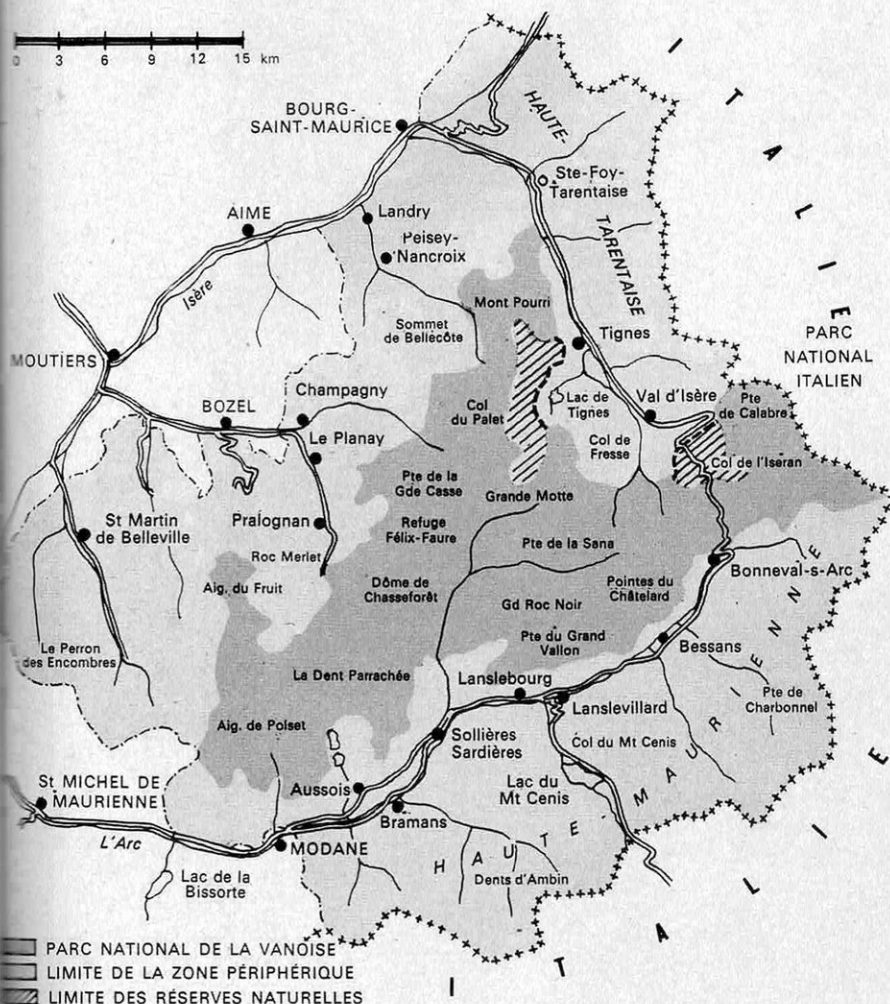 0 3 6 9 12 15 km
I T A L I E
BOURG-
SAINT-MAURICE
HAUTE-
TARENTAISE
Ste-Foy-
Tarentaise
AIME
Landry
Peisey-
Nancroix
Isère
Mont Pourri
Sommet
de Bellecôte
Tignes
PARC
NATIONAL
ITALIEN
MOUTIERS
Champagny
BOZEL
Le Planay
Col
du Palet
Lac de
Tignes
Val d'Isère
Pte
de Calabre
Col de
Fresse
Col de l'Iséran
Pte de la
Gde Casse
Grande Motte
St Martin
de Belleville
Pralognan
Refuge
Félix-Faure
Roc Merlet
Pte de la Sana
Aig. du Fruit
Dôme de
Chasseforêt
Pointes du
Châtelard
Bonneval-s-Arc
Gd Roc Noir
Le Perron
des Encombres
Pte du Grand
Vallon
Bessans
La Dent Parrachée
Lanslebourg
Lanslevillard
Pte de
Charbonnel
Aig. de Polset
Sollières
Sardières
Col du Mt Cenis
St MICHEL DE
MAURIENNE
Aussois
Lac du
Mt Cenis
L'Arc
Bramans
MODANE
HAUTE-MAURIENNE
Lac de la
Bissorte
Dents d'Ambin
I T A L I E
PARC NATIONAL DE LA VANOISE
LIMITE DE LA ZONE PÉRIPHÉRIQUE
LIMITE DES RÉSERVES NATURELLES